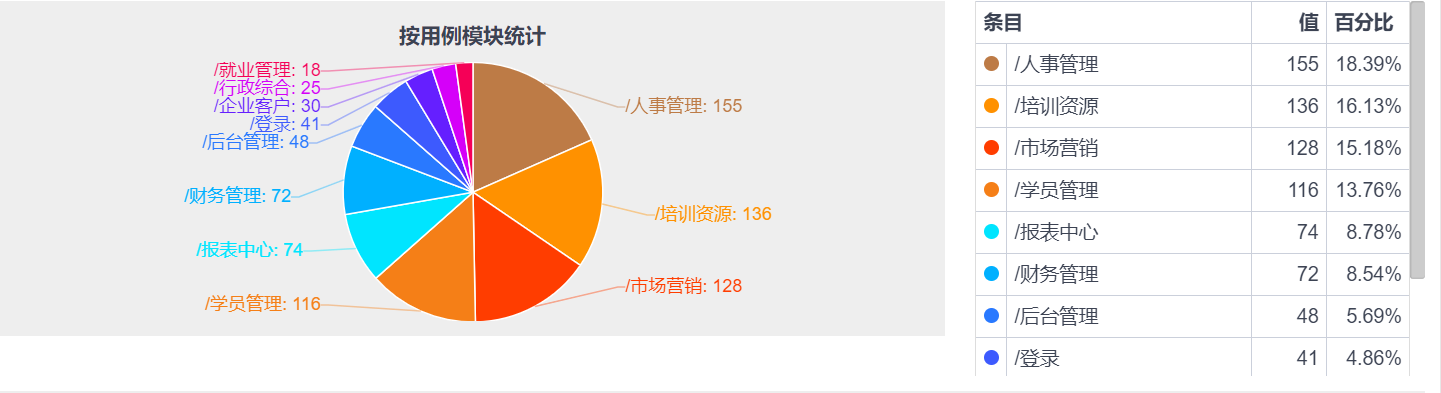 按用例模块统计
/就业管理: 18
/行政综合: 25
/企业客户: 30
/登录: 41
/后台管理: 48
/财务管理: 72
/报表中心: 74
/学员管理: 116
/人事管理: 155
/培训资源: 136
/市场营销: 128
条目 值 百分比
/人事管理 155 18.39%
/培训资源 136 16.13%
/市场营销 128 15.18%
/学员管理 116 13.76%
/报表中心 74 8.78%
/财务管理 72 8.54%
/后台管理 48 5.69%
/登录 41 4.86%